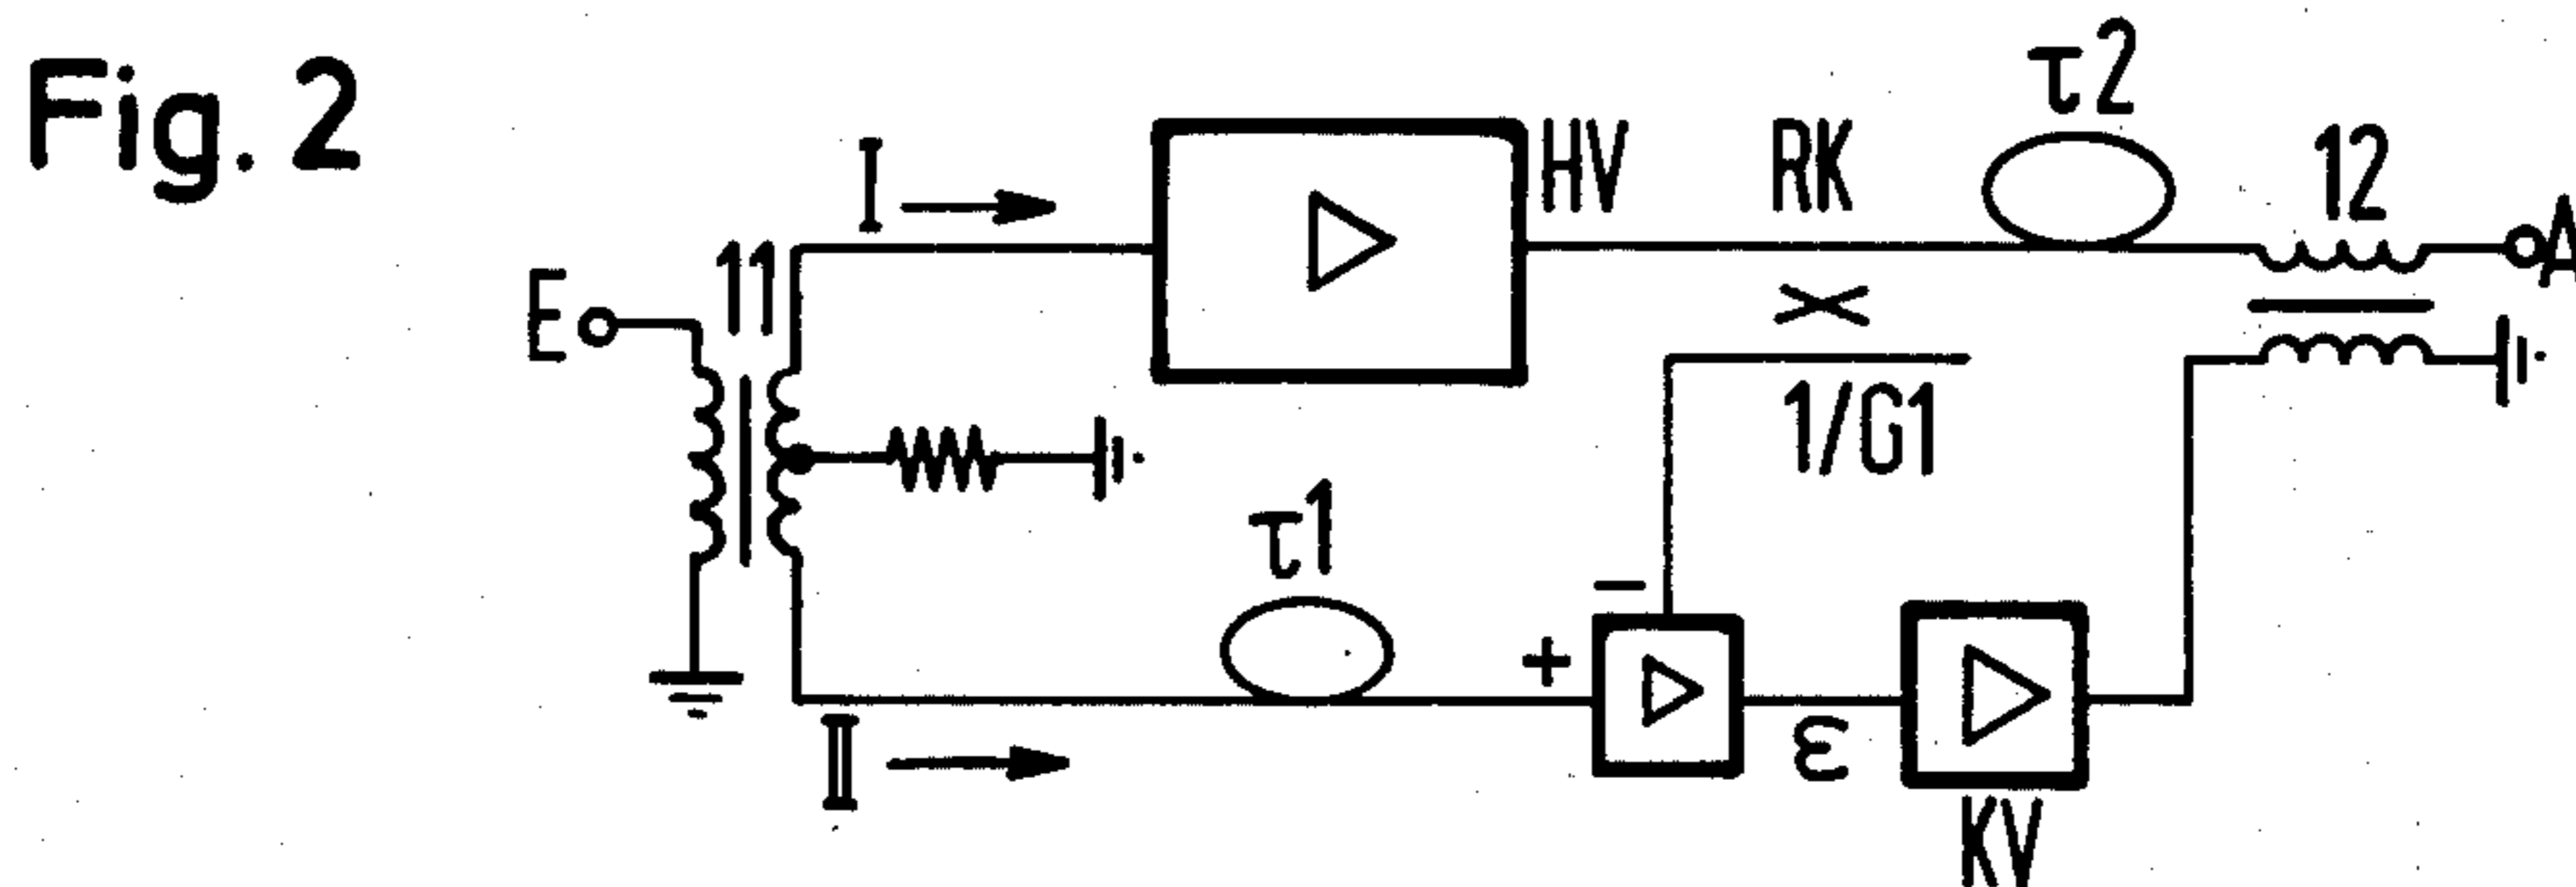 Fig. 2
I
HV
RK
τ2
12
A
E
11
1/G1
τ1
−
+
ε
II
KV